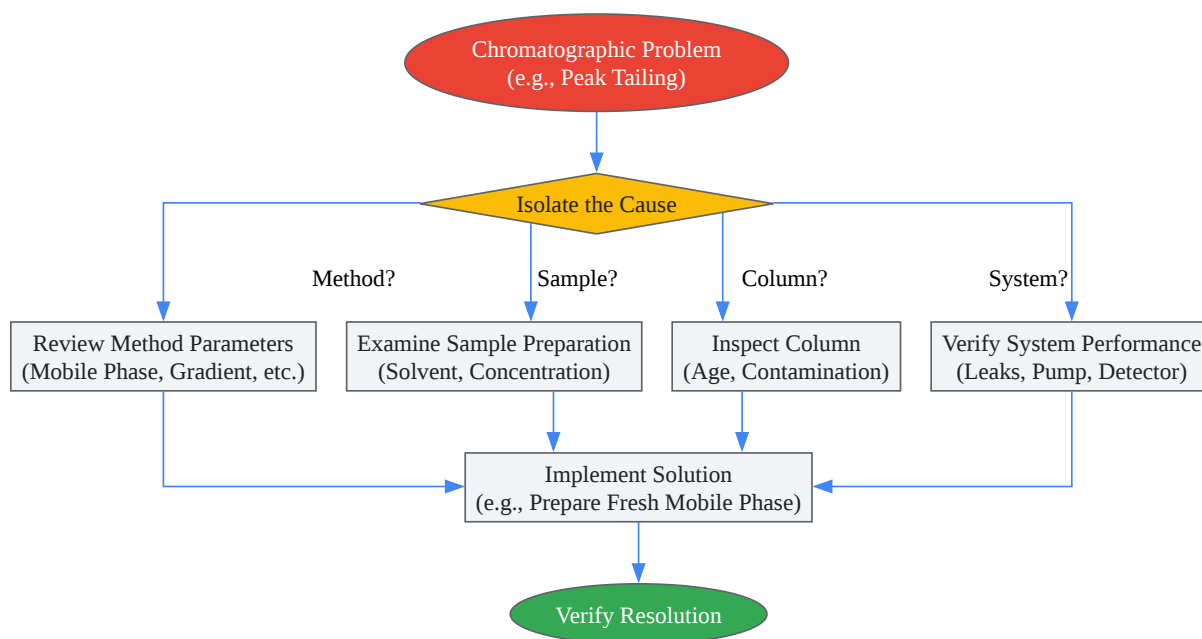 Chromatographic Problem
(e.g., Peak Tailing)
Isolate the Cause
Method?
Sample?
Column?
System?
Review Method Parameters
(Mobile Phase, Gradient, etc.)
Examine Sample Preparation
(Solvent, Concentration)
Inspect Column
(Age, Contamination)
Verify System Performance
(Leaks, Pump, Detector)
Implement Solution
(e.g., Prepare Fresh Mobile Phase)
Verify Resolution